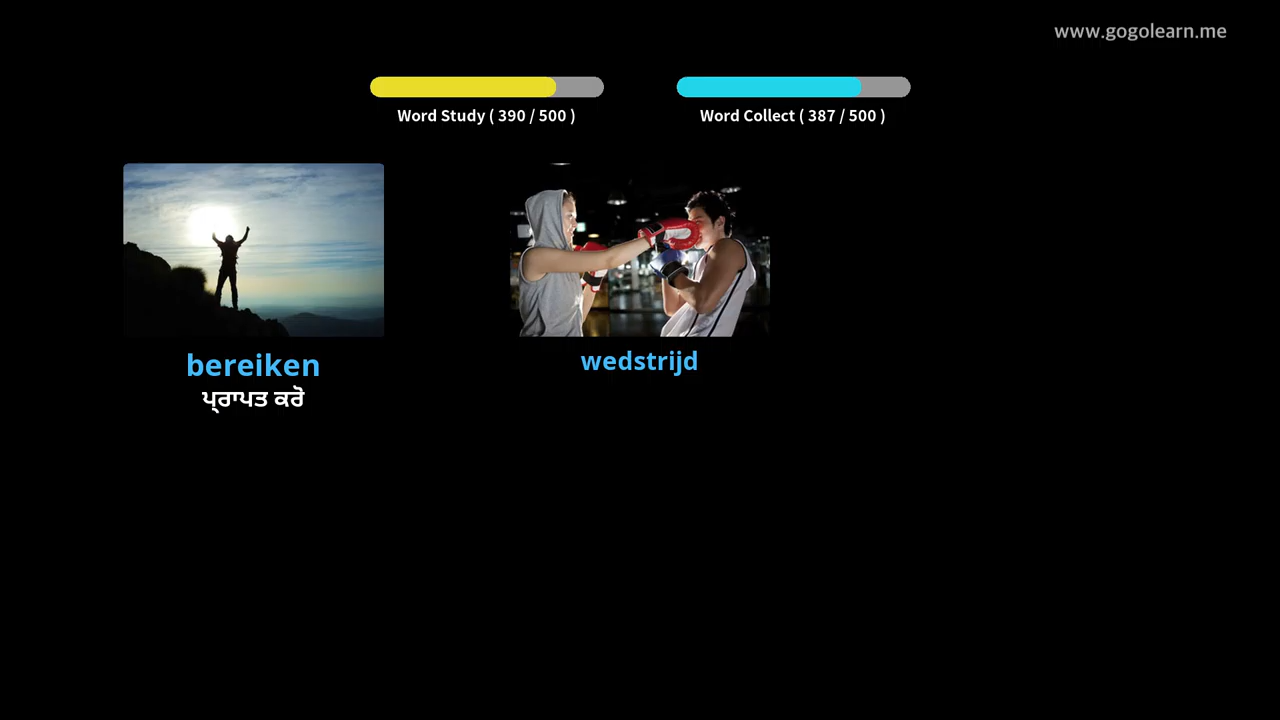 www.gogolearn.me
Word Study ( 390 / 500 )
Word Collect ( 387 / 500 )
bereiken
ਪ੍ਰਾਪਤ ਕਰੋ
wedstrijd